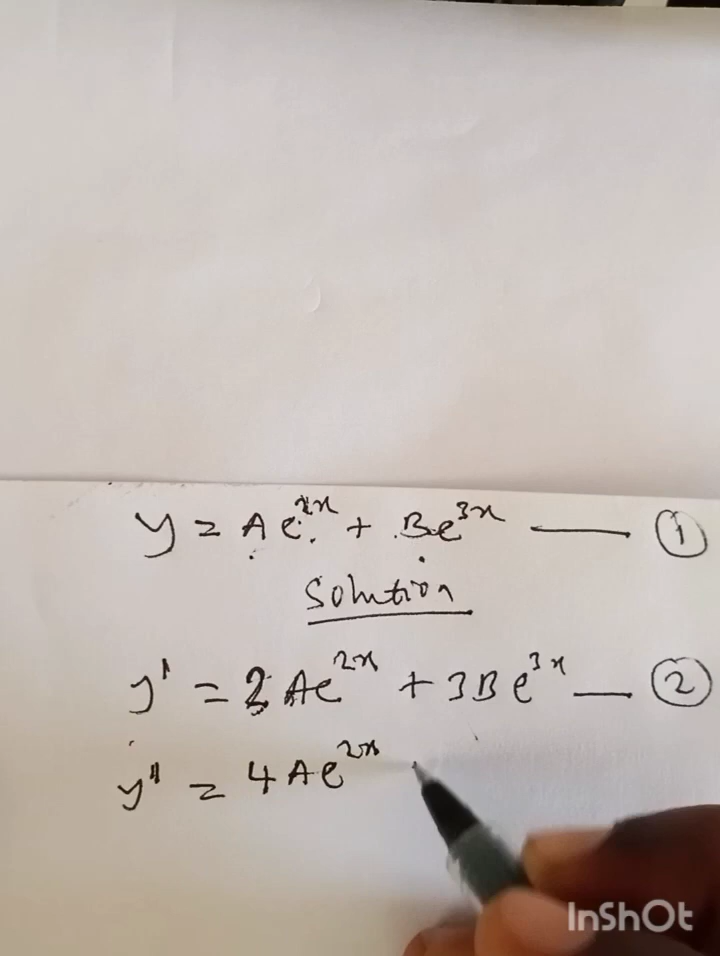 y = Ae^2x + Be^3x — ①
Solution
y' = 2Ae^2x + 3Be^3x — ②
y" = 4Ae^2x
InShOt